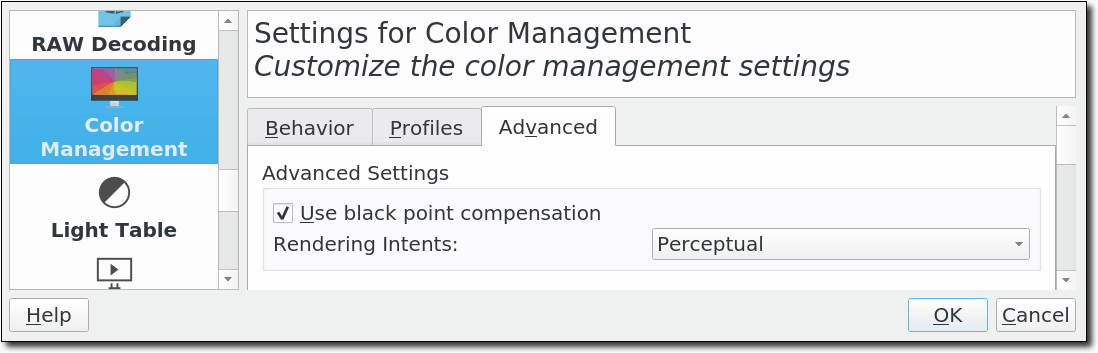 RAW Decoding
Color
Management
Light Table
Settings for Color Management
Customize the color management settings
Behavior
Profiles
Advanced
Advanced Settings
Use black point compensation
Rendering Intents:
Perceptual
Help
OK
Cancel